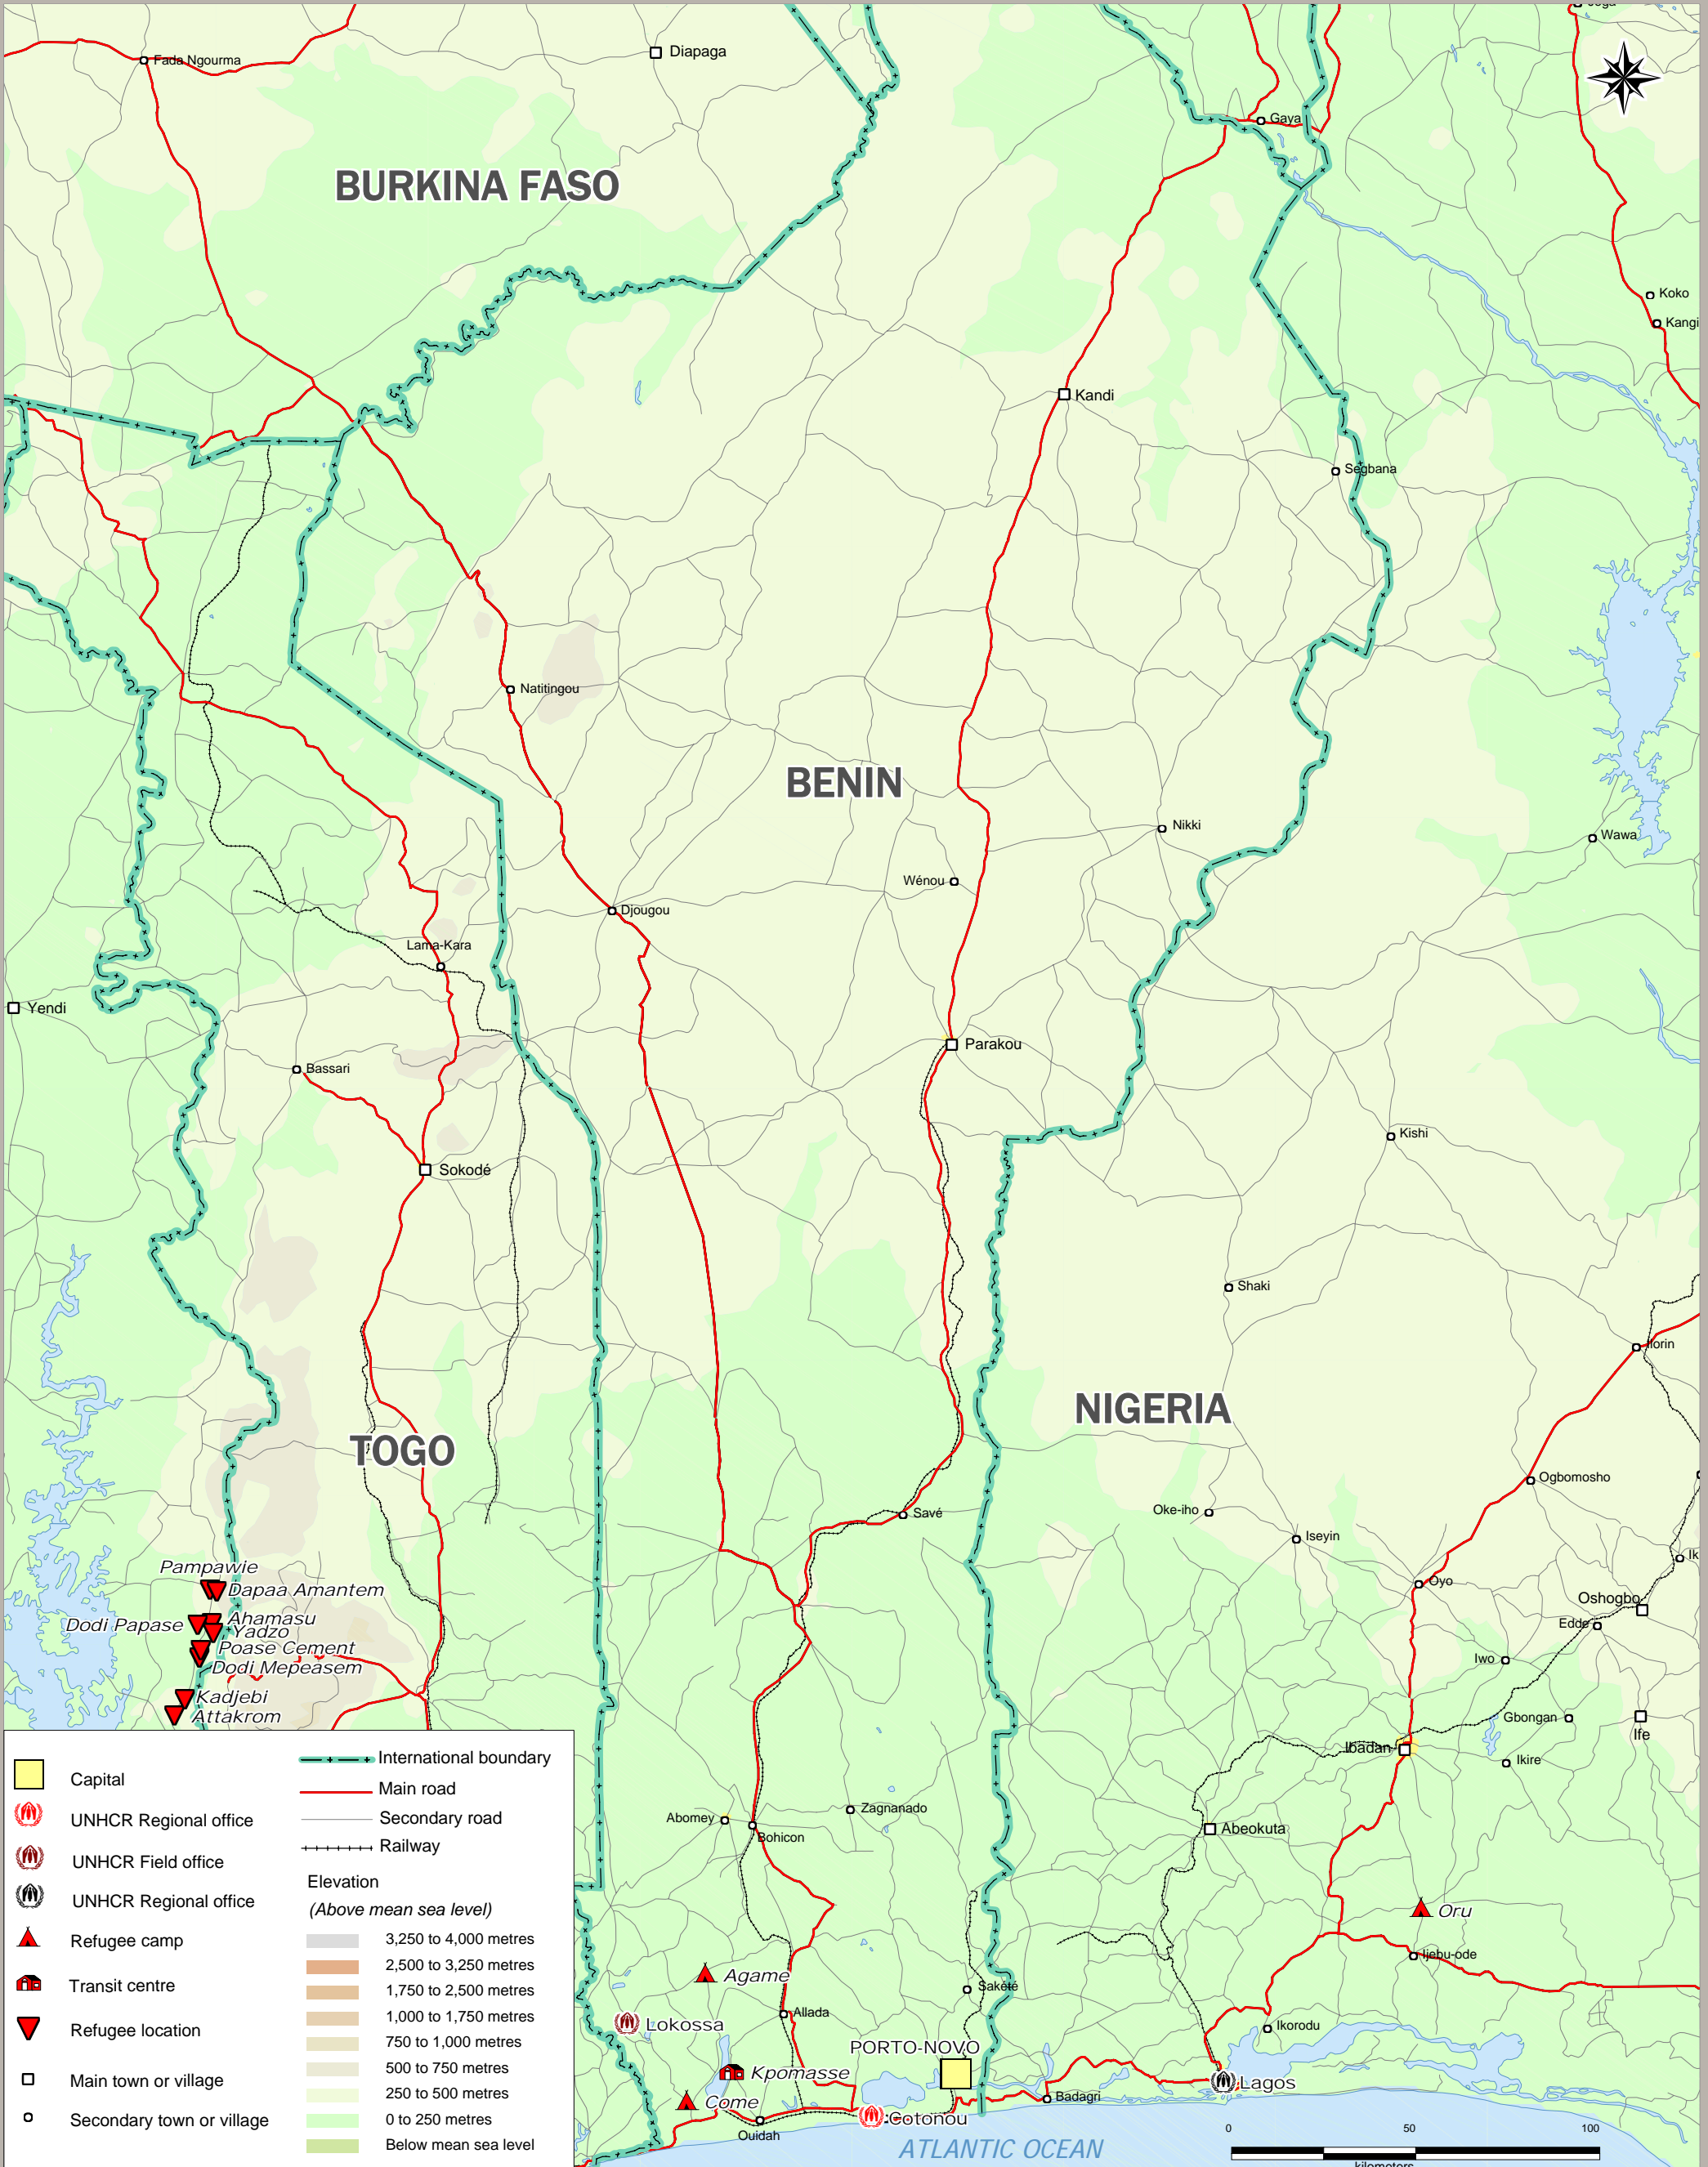 Joga
Fada Ngourma
Diapaga
Gaya
BURKINA FASO
Koko
Kangi
Kandi
Segbana
Natitingou
BENIN
Nikki
Wawa
Wénou
Djougou
Lama-Kara
Yendi
Parakou
Bassari
Kishi
Sokodé
Shaki
Ilorin
NIGERIA
TOGO
Ogbomosho
Savé
Oke-iho
Iseyin
Ik
Pampawie
Oyo
Dapaa Amantem
Oshogbo
Ahamasu
Dodi Papase
Edde
Yadzo
Poase Cement
Iwo
Dodi Mepeasem
Kadjebi
Attakrom
Gbongan
Ife
Ibadan
Ikire
Zagnanado
Abomey
Abeokuta
Bohicon
Oru
Ijebu-ode
Agame
Sakété
Allada
Lokossa
Ikorodu
PORTO-NOVO
Kpomasse
Lagos
Come
Badagri
Cotonou
Ouidah
ATLANTIC OCEAN
0 50 100
kilometers
Capital
UNHCR Regional office
UNHCR Field office
UNHCR Regional office
Refugee camp
Transit centre
Refugee location
Main town or village
Secondary town or village
International boundary
Main road
Secondary road
Railway
Elevation
(Above mean sea level)
3,250 to 4,000 metres
2,500 to 3,250 metres
1,750 to 2,500 metres
1,000 to 1,750 metres
750 to 1,000 metres
500 to 750 metres
250 to 500 metres
0 to 250 metres
Below mean sea level